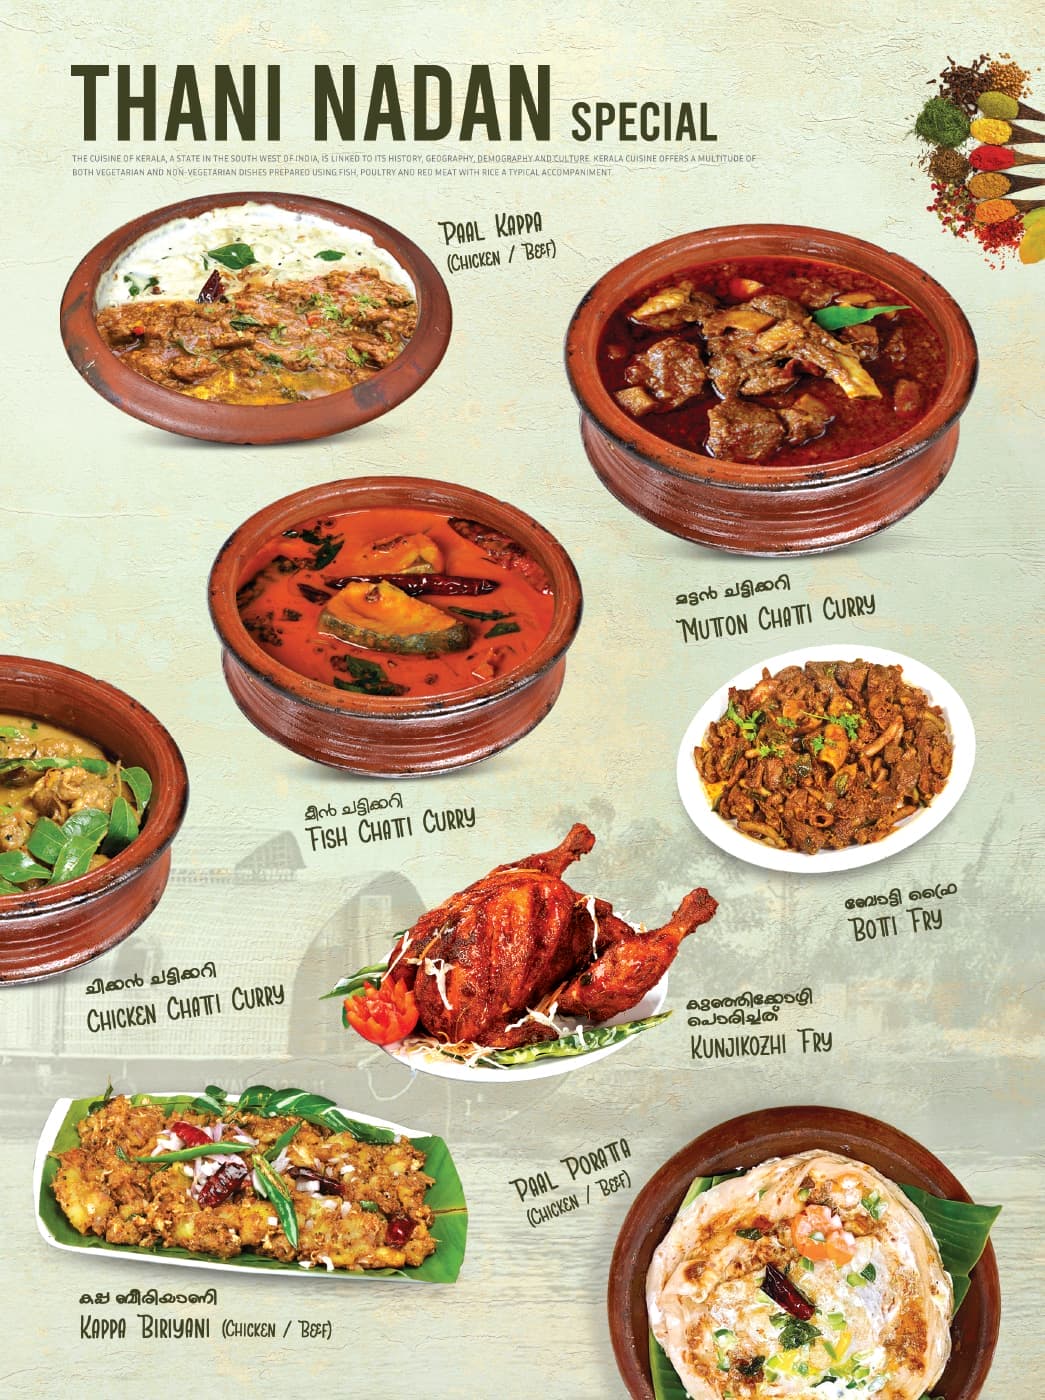 THANI NADAN SPECIAL
THE CUISINE OF KERALA, A STATE IN THE SOUTH WEST OF INDIA, IS LINKED TO ITS HISTORY, GEOGRAPHY, DEMOGRAPHY AND CULTURE. KERALA CUISINE OFFERS A MULTITUDE OF
BOTH VEGETARIAN AND NON-VEGETARIAN DISHES PREPARED USING FISH, POULTRY AND RED MEAT WITH RICE A TYPICAL ACCOMPANIMENT.
PAAL KAPPA
(CHICKEN / BEEF)
മട്ടൻ ചട്ടിക്കറി
MUTTON CHATTI CURRY
മീൻ ചട്ടിക്കറി
FISH CHATTI CURRY
ബോട്ടി ഫ്രൈ
BOTTI FRY
ചിക്കൻ ചട്ടിക്കറി
CHICKEN CHATTI CURRY
കുഞ്ഞിക്കോഴി
പൊരിച്ചത്
KUNJIKOZHI FRY
PAAL PORATTA
(CHICKEN / BEEF)
കപ്പ ബീരിയാണി
KAPPA BIRIYANI (CHICKEN / BEEF)